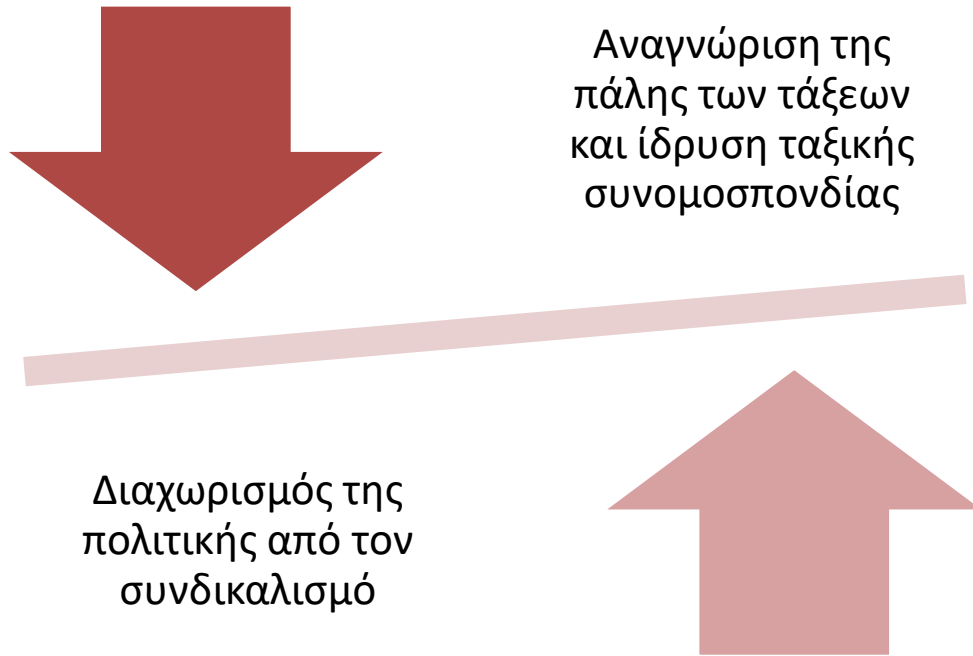 Αναγνώριση της
πάλης των τάξεων
και ίδρυση ταξικής
συνομοσπονδίας
Διαχωρισμός της
πολιτικής από τον
συνδικαλισμό